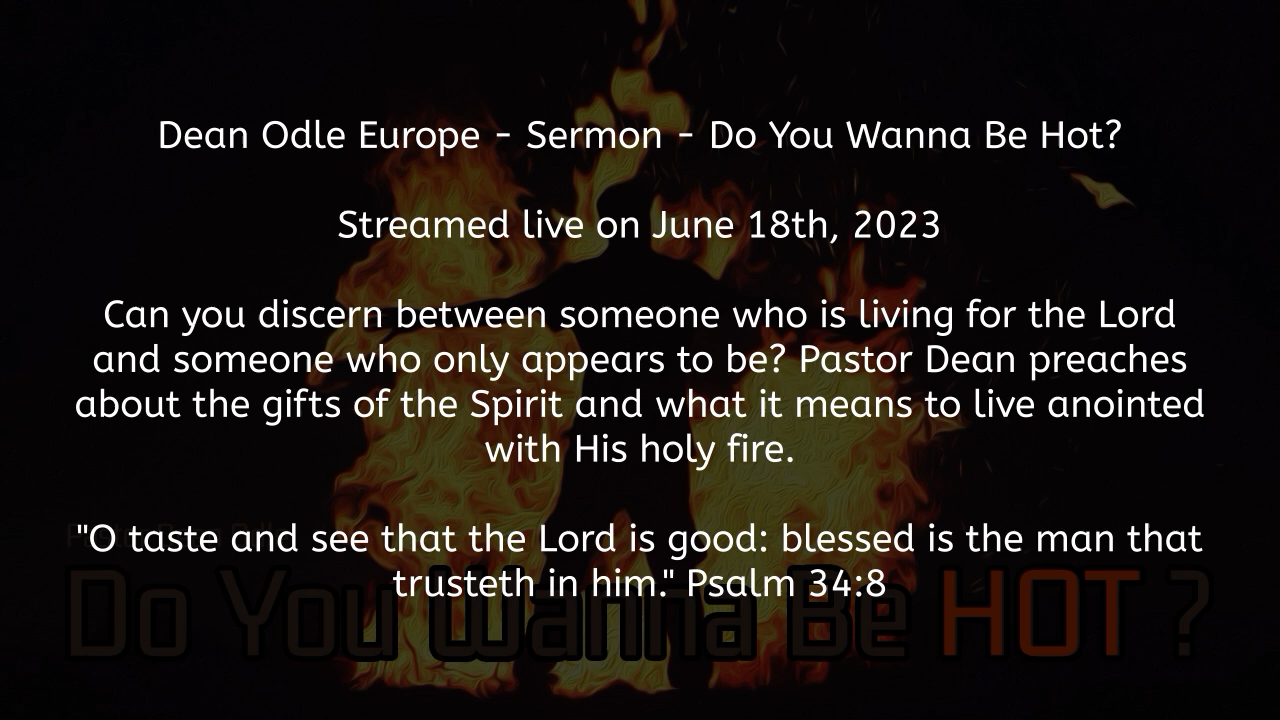 Dean Odle Europe - Sermon - Do You Wanna Be Hot?
Streamed live on June 18th, 2023
Can you discern between someone who is living for the Lord
and someone who only appears to be? Pastor Dean preaches
about the gifts of the Spirit and what it means to live anointed
with His holy fire.
"O taste and see that the Lord is good: blessed is the man that
trusteth in him." Psalm 34:8
Do You Wanna Be HOT ?